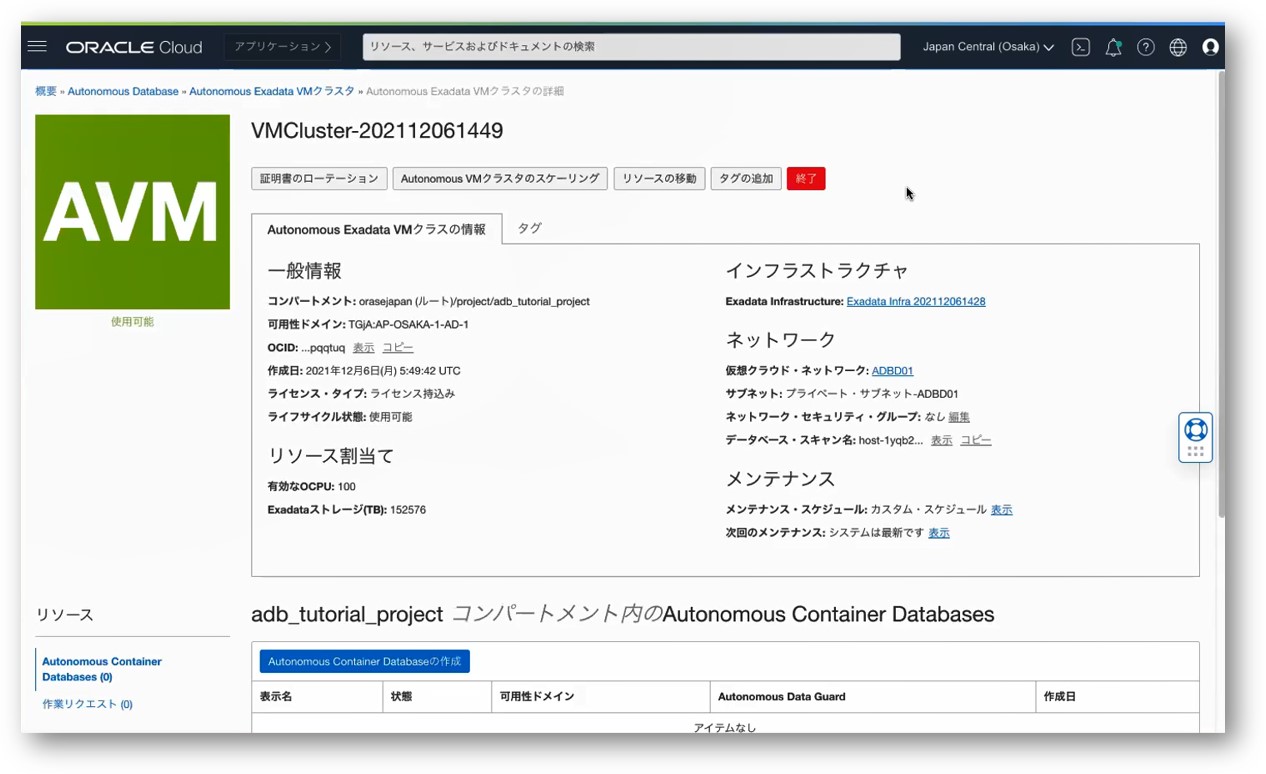 ORACLE Cloud アプリケーション リソース、サービスおよびドキュメントの検索 Japan Central (Osaka)
概要 » Autonomous Database » Autonomous Exadata VMクラスタ » Autonomous Exadata VMクラスタの詳細
AVM
使用可能
VMCluster-202112061449
証明書のローテーション Autonomous VMクラスタのスケーリング リソースの移動 タグの追加 終了
Autonomous Exadata VMクラスの情報 タグ
一般情報
コンパートメント: orasejapan (ルート)/project/adb_tutorial_project
可用性ドメイン: TGjA:AP-OSAKA-1-AD-1
OCID: ...pqqtuq 表示 コピー
作成日: 2021年12月6日(月) 5:49:42 UTC
ライセンス・タイプ: ライセンス持込み
ライフサイクル状態: 使用可能
リソース割当て
有効なOCPU: 100
Exadataストレージ(TB): 152576
インフラストラクチャ
Exadata Infrastructure: Exadata Infra 202112061428
ネットワーク
仮想クラウド・ネットワーク: ADBD01
サブネット: プライベート・サブネット-ADBD01
ネットワーク・セキュリティ・グループ: なし 編集
データベース・スキャン名: host-1yqb2... 表示 コピー
メンテナンス
メンテナンス・スケジュール: カスタム・スケジュール 表示
次回のメンテナンス: システムは最新です 表示
リソース
Autonomous Container
Databases (0)
作業リクエスト (0)
adb_tutorial_project コンパートメント内のAutonomous Container Databases
Autonomous Container Databaseの作成
表示名 状態 可用性ドメイン Autonomous Data Guard 作成日
アイテムなし